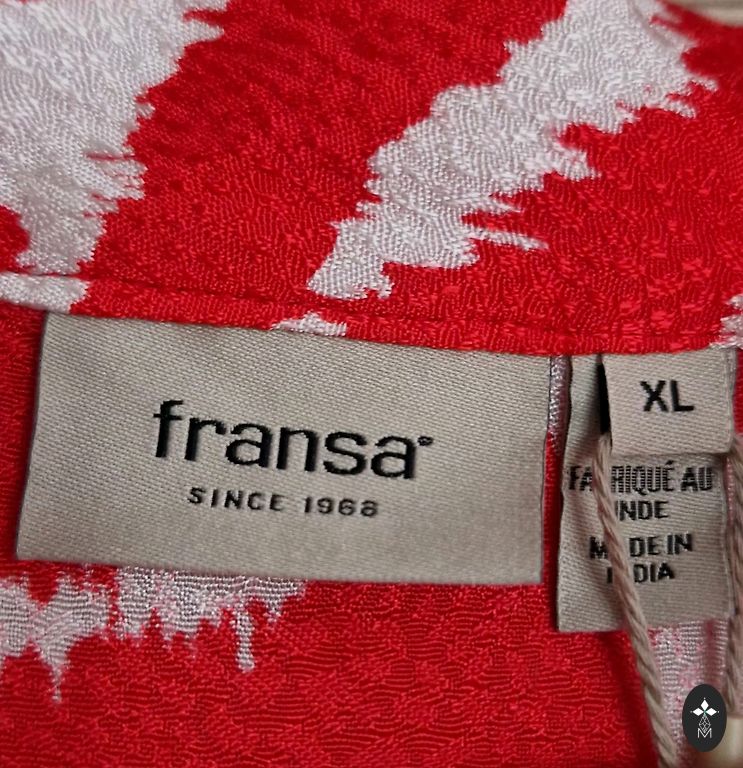 fransa®
SINCE 1968
XL
FABRIQUÉ AU
INDE
MADE IN
INDIA
M